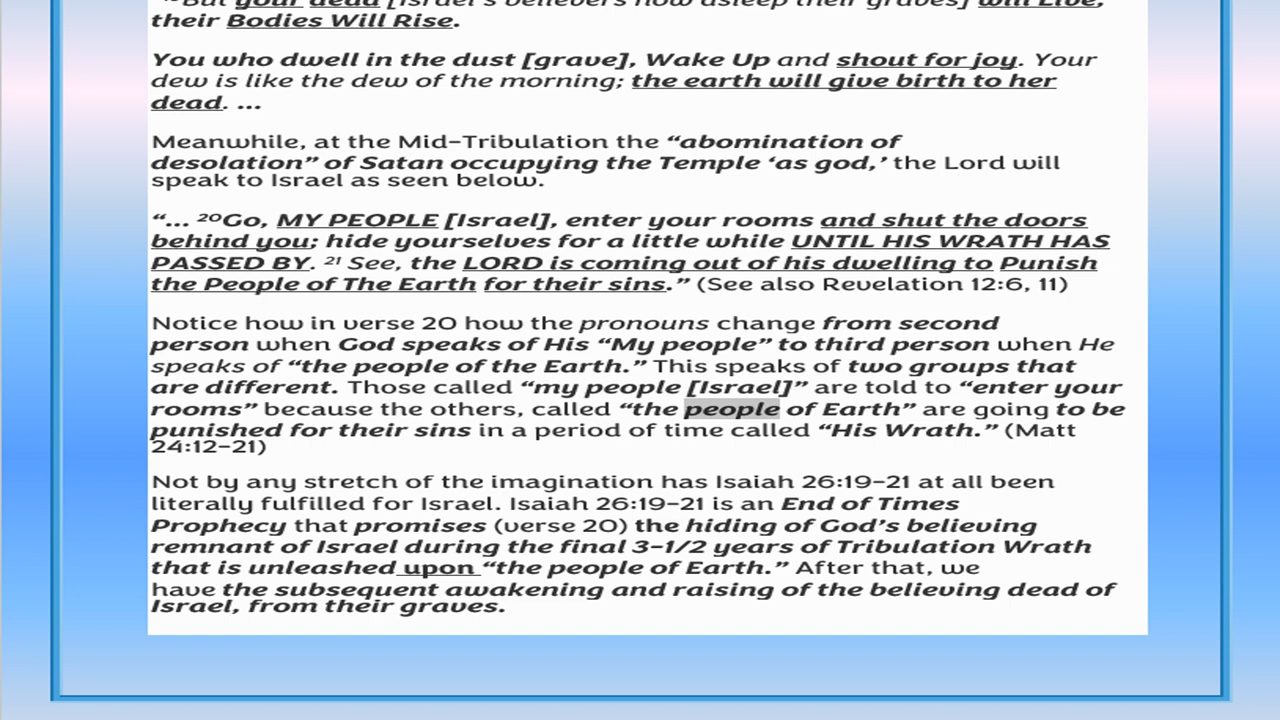 But your dead [Israel's believers now asleep their graves] will Live,
their Bodies Will Rise.
You who dwell in the dust [grave], Wake Up and shout for joy. Your
dew is like the dew of the morning; the earth will give birth to her
dead. ...
Meanwhile, at the Mid-Tribulation the “abomination of
desolation” of Satan occupying the Temple ‘as god,’ the Lord will
speak to Israel as seen below.
“... ²⁰Go, MY PEOPLE [Israel], enter your rooms and shut the doors
behind you; hide yourselves for a little while UNTIL HIS WRATH HAS
PASSED BY. ²¹ See, the LORD is coming out of his dwelling to Punish
the People of The Earth for their sins.” (See also Revelation 12:6, 11)
Notice how in verse 20 how the pronouns change from second
person when God speaks of His “My people” to third person when He
speaks of “the people of the Earth.” This speaks of two groups that
are different. Those called “my people [Israel]” are told to “enter your
rooms” because the others, called “the people of Earth” are going to be
punished for their sins in a period of time called “His Wrath.” (Matt
24:12-21)
Not by any stretch of the imagination has Isaiah 26:19-21 at all been
literally fulfilled for Israel. Isaiah 26:19-21 is an End of Times
Prophecy that promises (verse 20) the hiding of God’s believing
remnant of Israel during the final 3-1/2 years of Tribulation Wrath
that is unleashed upon “the people of Earth.” After that, we
have the subsequent awakening and raising of the believing dead of
Israel, from their graves.